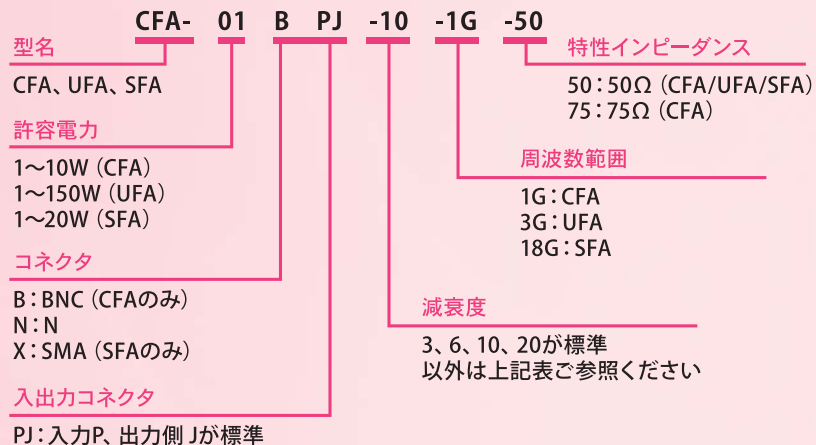 CFA- 01 B PJ -10 -1G -50
型名
CFA、UFA、SFA
許容電力
1〜10W（CFA）
1〜150W（UFA）
1〜20W（SFA）
コネクタ
B：BNC（CFAのみ）
N：N
X：SMA（SFAのみ）
入出力コネクタ
PJ：入力P、出力側 Jが標準
特性インピーダンス
50：50Ω（CFA/UFA/SFA）
75：75Ω（CFA）
周波数範囲
1G：CFA
3G：UFA
18G：SFA
減衰度
3、6、10、20が標準
以外は上記表ご参照ください